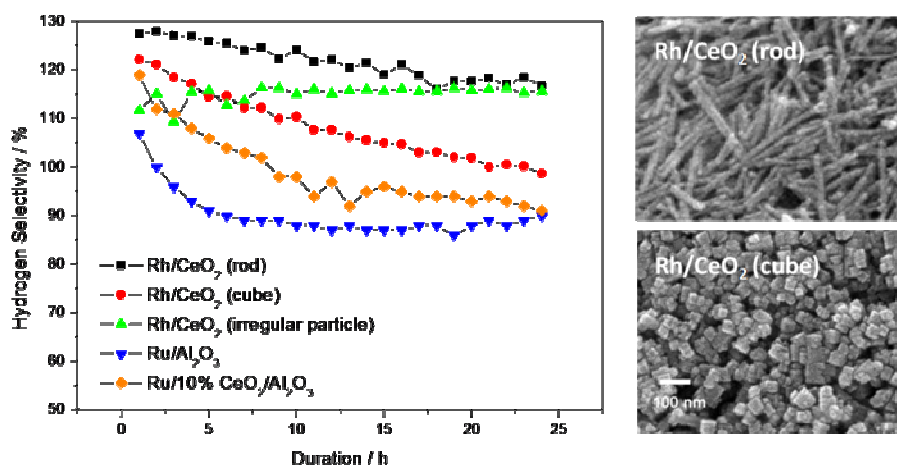 130
120
110
100
90
80
70
60
50
Hydrogen Selectivity / %
Rh/CeO₂ (rod)
Rh/CeO₂ (cube)
Rh/CeO₂ (irregular particle)
Ru/Al₂O₃
Ru/10% CeO₂/Al₂O₃
0 5 10 15 20 25
Duration / h
Rh/CeO₂ (rod)
Rh/CeO₂ (cube)
100 nm